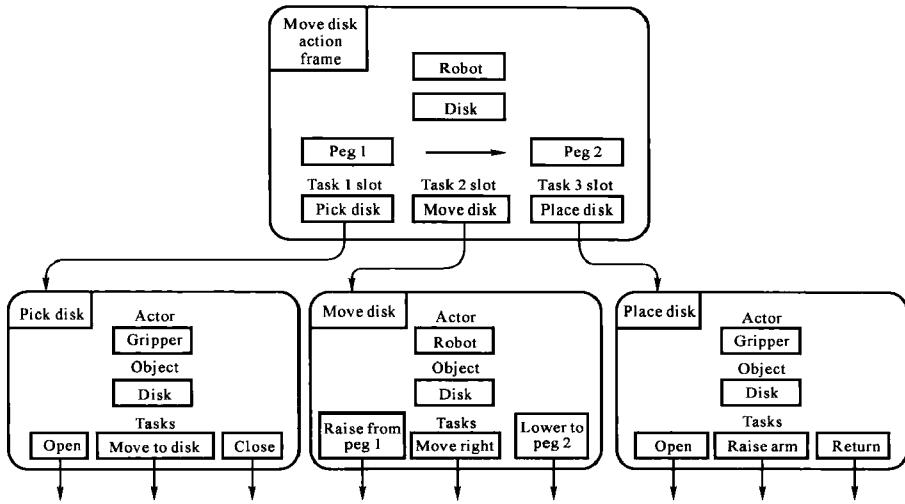 Move disk
action
frame
Robot
Disk
Peg 1
Peg 2
Task 1 slot
Task 2 slot
Task 3 slot
Pick disk
Move disk
Place disk
Pick disk
Actor
Gripper
Object
Disk
Tasks
Open
Move to disk
Close
Move disk
Actor
Robot
Object
Disk
Tasks
Raise from
peg 1
Move right
Lower to
peg 2
Place disk
Actor
Gripper
Object
Disk
Tasks
Open
Raise arm
Return